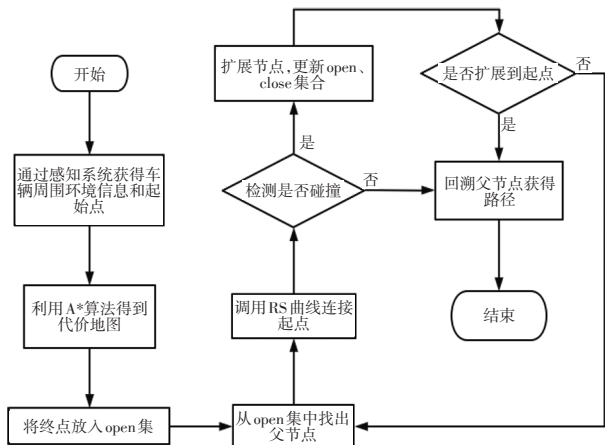 开始
通过感知系统获得车
辆周围环境信息和起
始点
利用A*算法得到
代价地图
将终点放入open集
从open集中找出
父节点
调用RS曲线连接
起点
检测是否碰撞
是
否
扩展节点,更新open、
close集合
是否扩展到起点
否
是
回溯父节点获得
路径
结束